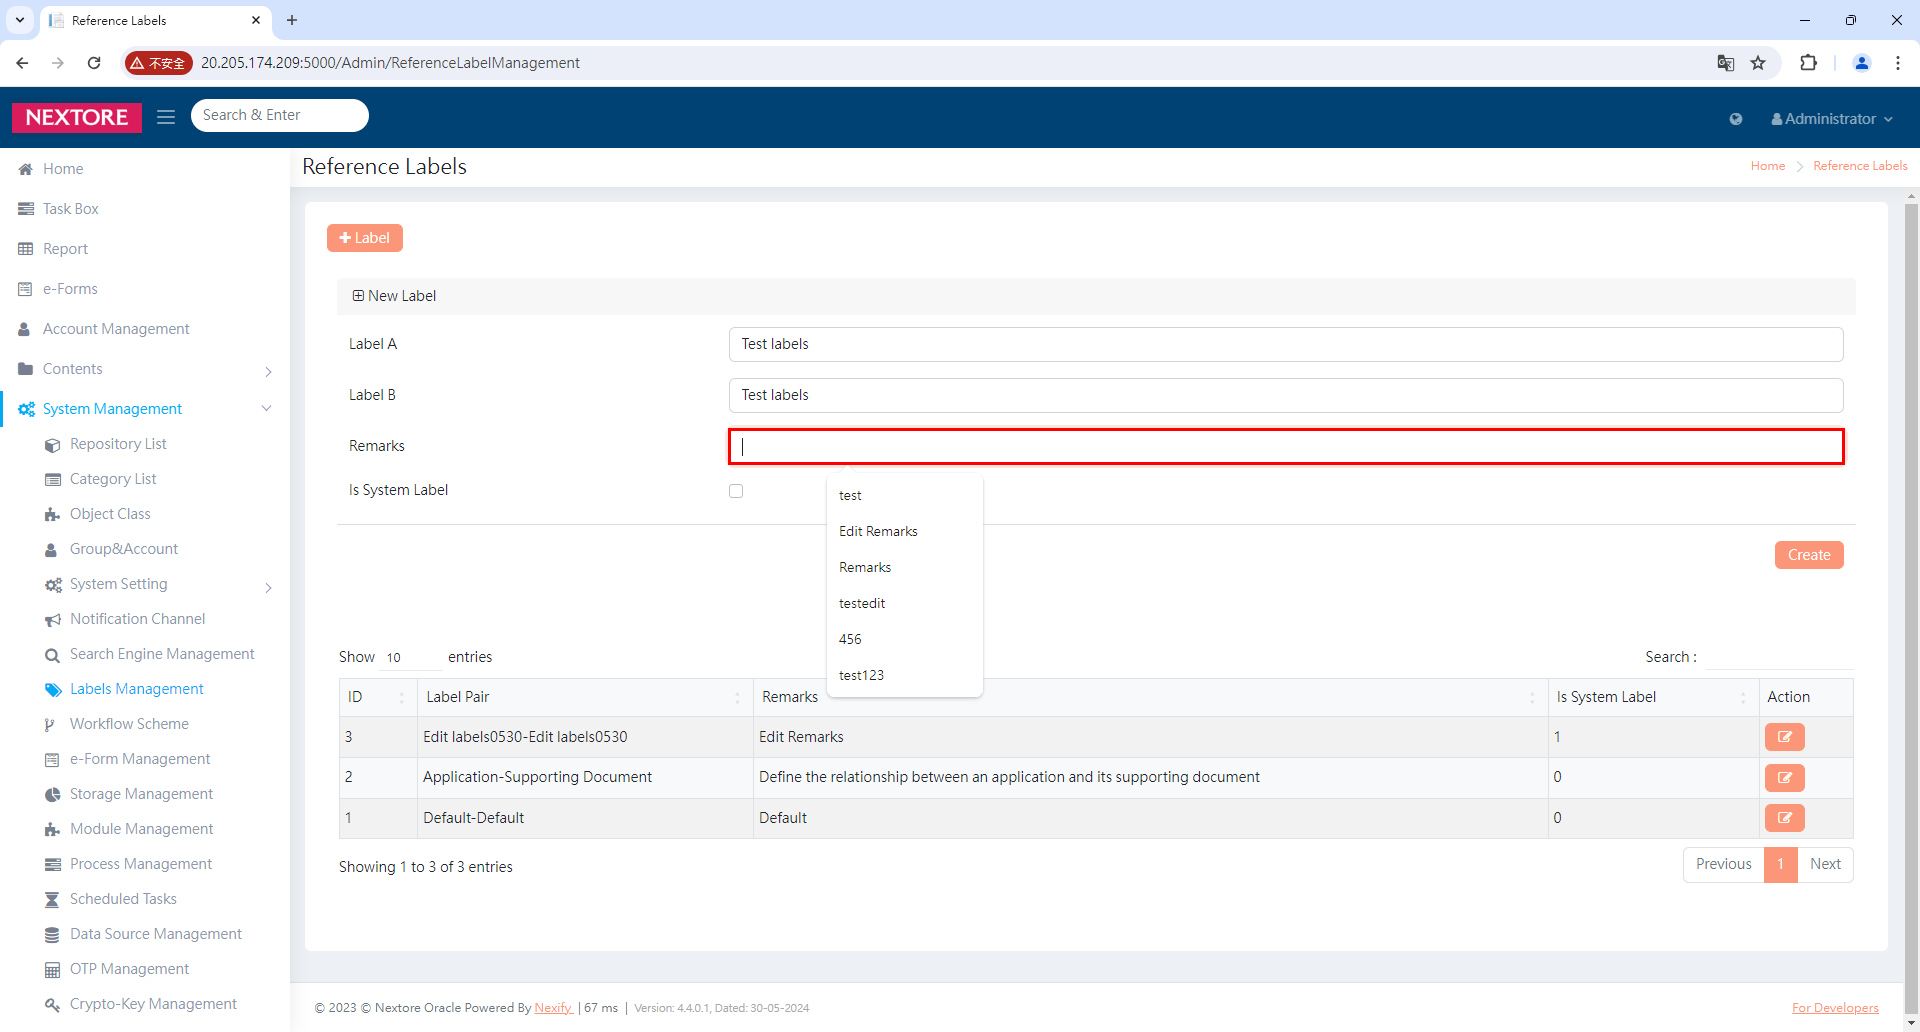 Reference Labels
不安全
20.205.174.209:5000/Admin/ReferenceLabelManagement
NEXTORE
Search & Enter
Administrator
Home
Task Box
Report
e-Forms
Account Management
Contents
System Management
Repository List
Category List
Object Class
Group&Account
System Setting
Notification Channel
Search Engine Management
Labels Management
Workflow Scheme
e-Form Management
Storage Management
Module Management
Process Management
Scheduled Tasks
Data Source Management
OTP Management
Crypto-Key Management
Reference Labels
Home Reference Labels
Label
New Label
Label A Test labels
Label B Test labels
Remarks
Is System Label
test
Edit Remarks
Remarks
testedit
456
test123
Create
Show 10 entries Search :
ID Label Pair Remarks Is System Label Action
3 Edit labels0530-Edit labels0530 Edit Remarks 1
2 Application-Supporting Document Define the relationship between an application and its supporting document 0
1 Default-Default Default 0
Showing 1 to 3 of 3 entries Previous 1 Next
© 2023 © Nextore Oracle Powered By Nexify | 67 ms | Version: 4.4.0.1, Dated: 30-05-2024 For Developers